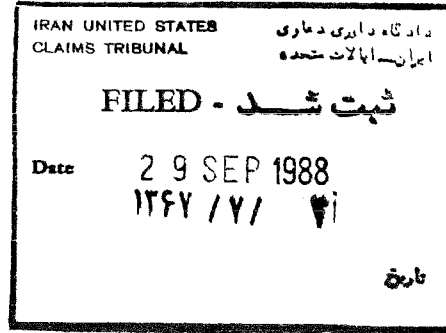 IRAN UNITED STATES دادگاه داوری دعاوی
CLAIMS TRIBUNAL ایران - ایالات متحده
FILED - ثبت شد
Date 29 SEP 1988
۱۳۶۷ / ۷ /
تاریخ